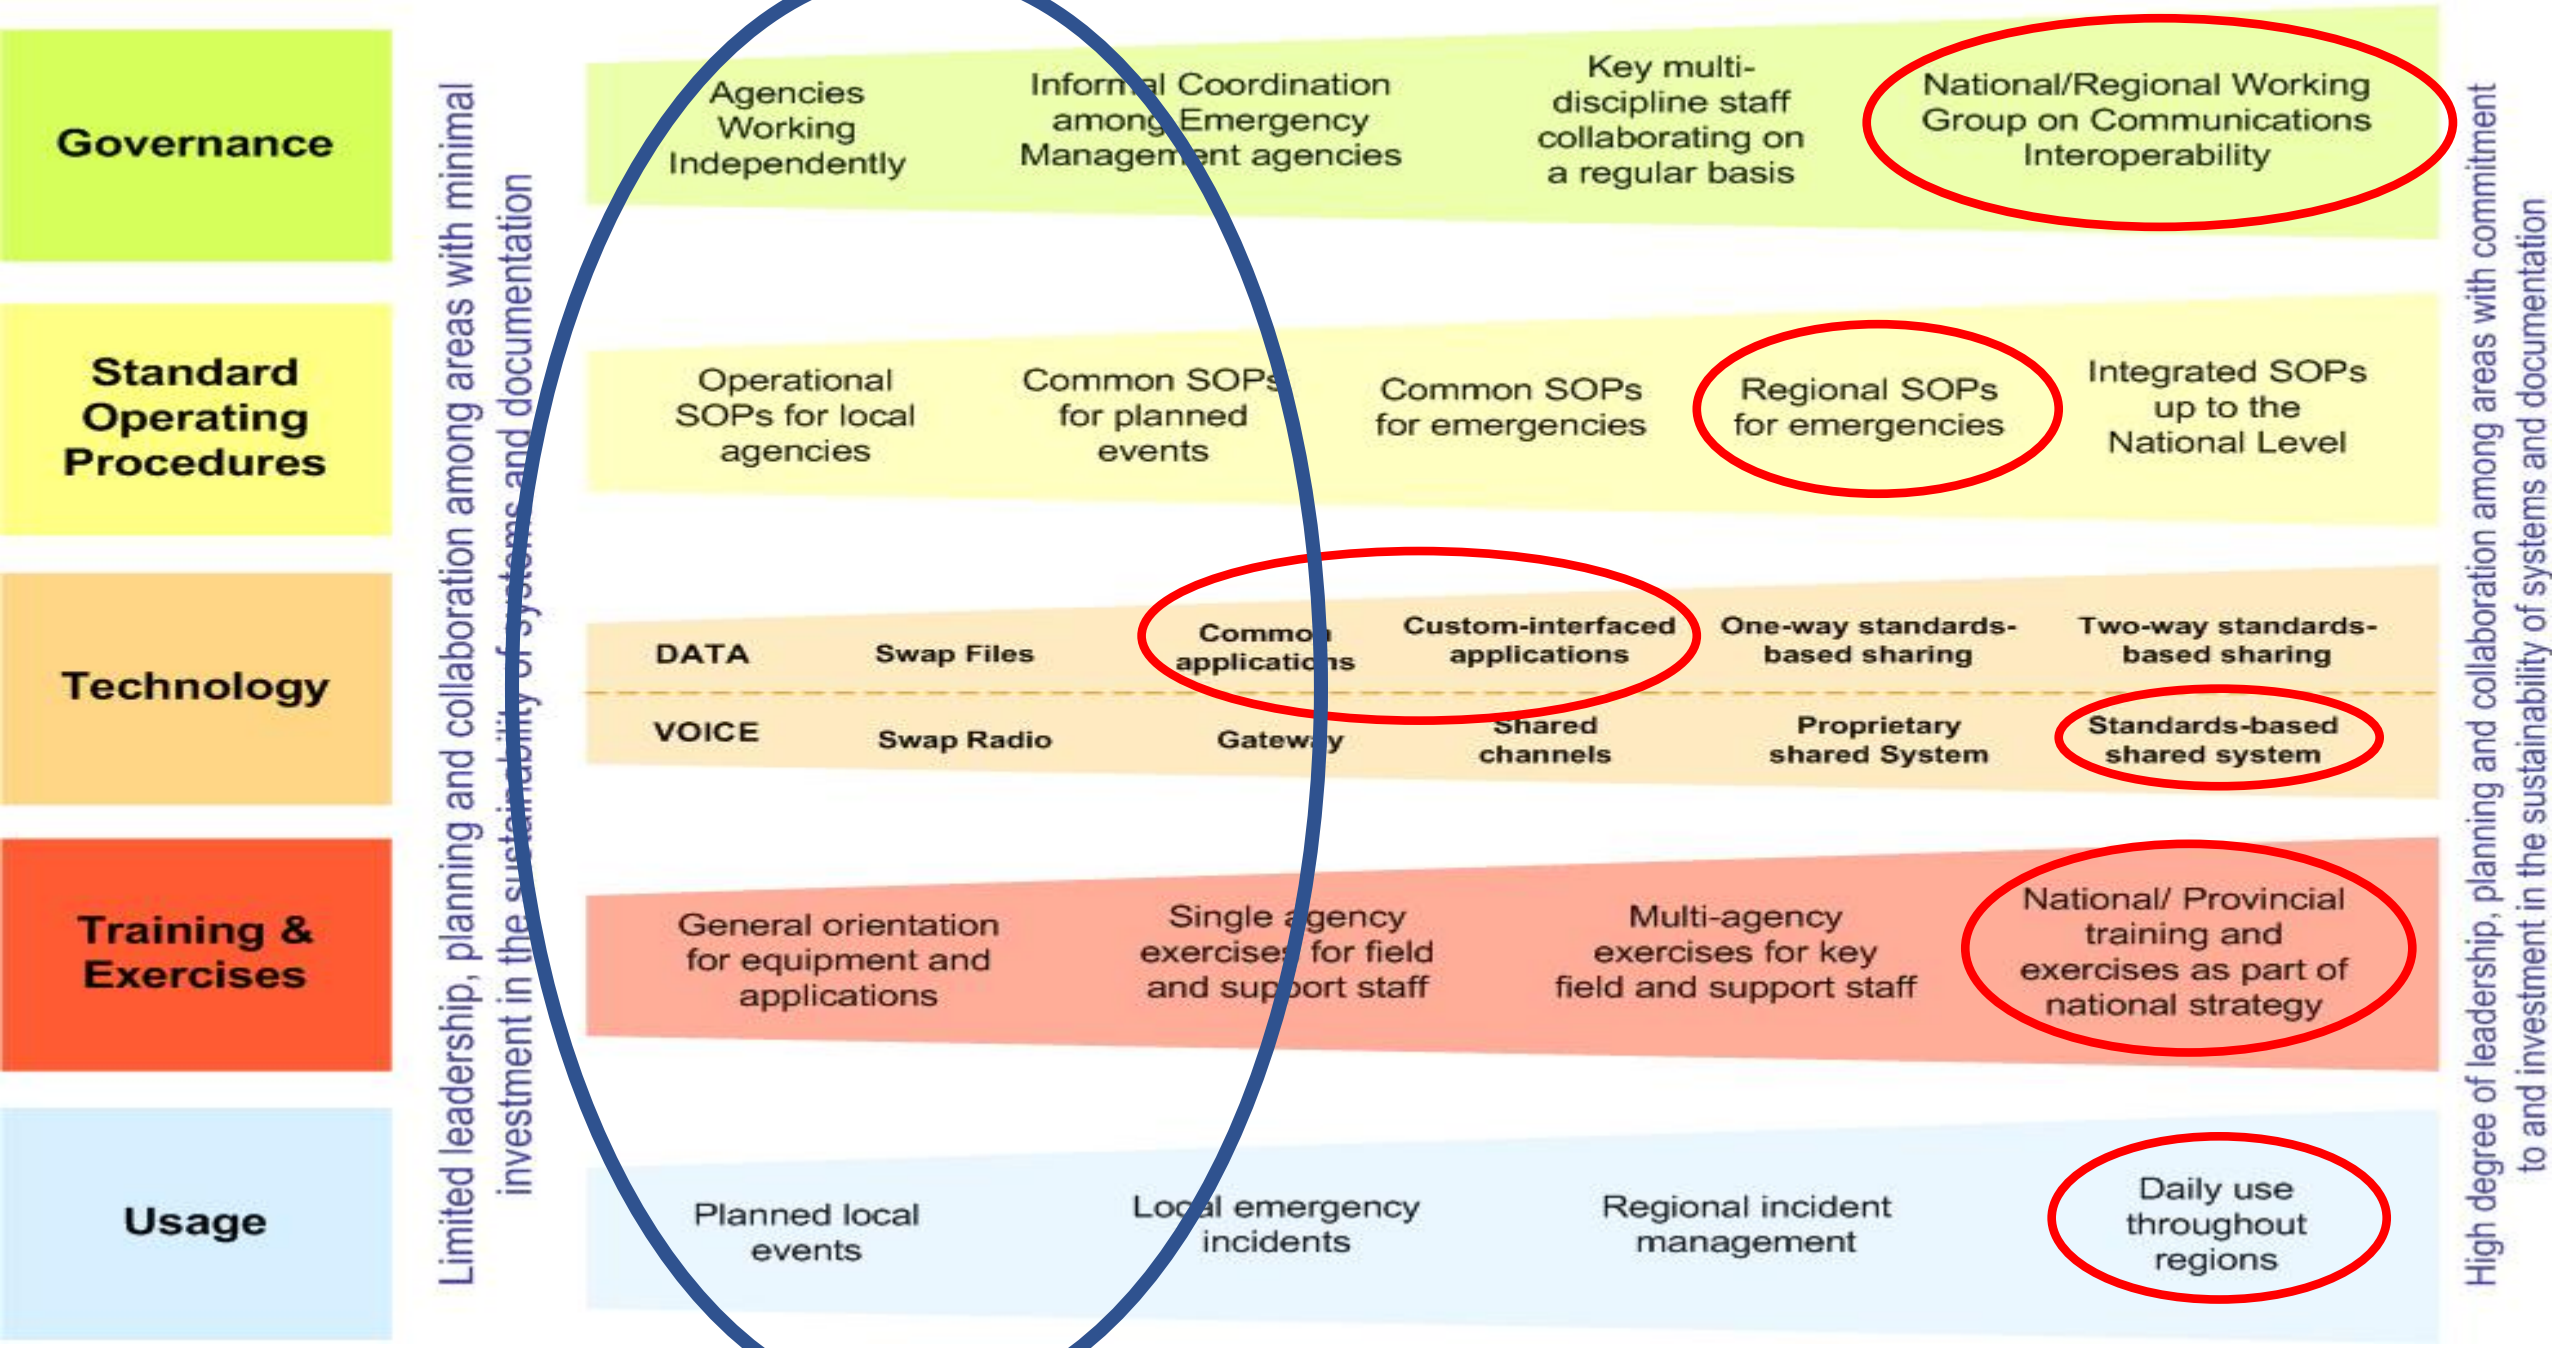 Governance
Agencies
Working
Independently
Informal Coordination
among Emergency
Management agencies
Key multi-
discipline staff
collaborating on
a regular basis
National/Regional Working
Group on Communications
Interoperability
Standard
Operating
Procedures
Operational
SOPs for local
agencies
Common SOPs
for planned
events
Common SOPs
for emergencies
Regional SOPs
for emergencies
Integrated SOPs
up to the
National Level
Technology
DATA
Swap Files
Common
applications
Custom-interfaced
applications
One-way standards-
based sharing
Two-way standards-
based sharing
VOICE
Swap Radio
Gateway
Shared
channels
Proprietary
shared System
Standards-based
shared system
Training &
Exercises
General orientation
for equipment and
applications
Single agency
exercises for field
and support staff
Multi-agency
exercises for key
field and support staff
National/ Provincial
training and
exercises as part of
national strategy
Usage
Planned local
events
Local emergency
incidents
Regional incident
management
Daily use
throughout
regions
Limited leadership, planning and collaboration among areas with minimal
investment in the sustainability of systems and documentation
High degree of leadership, planning and collaboration among areas with commitment
to and investment in the sustainability of systems and documentation